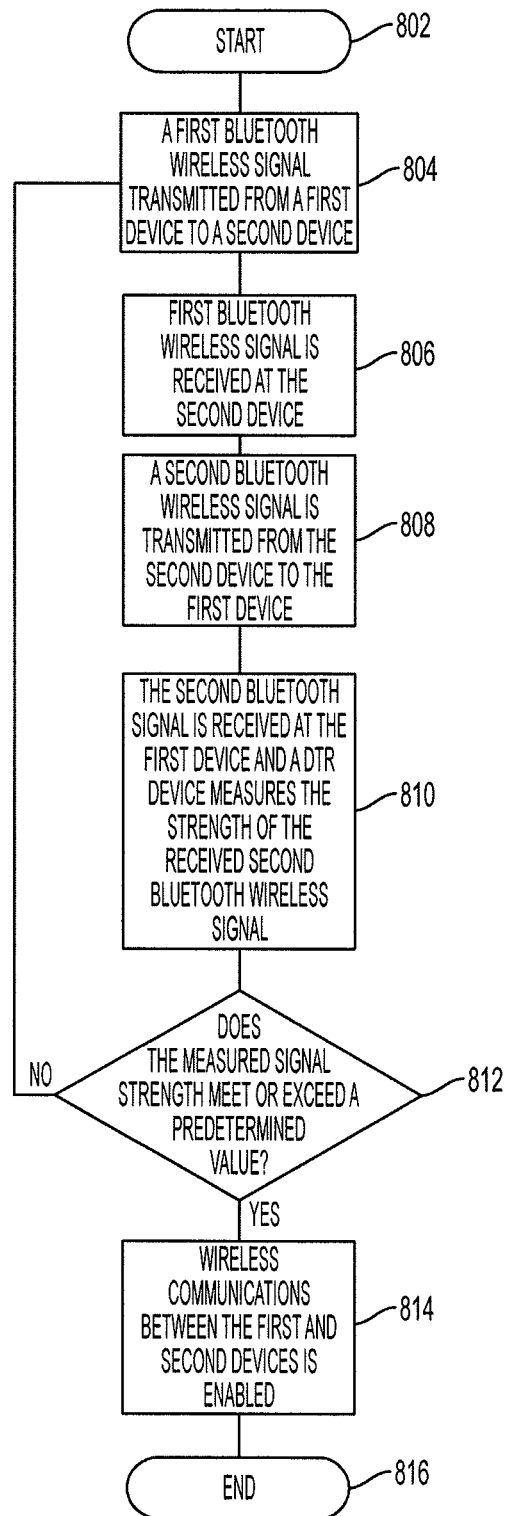 START
802
A FIRST BLUETOOTH
WIRELESS SIGNAL
TRANSMITTED FROM A FIRST
DEVICE TO A SECOND DEVICE
804
FIRST BLUETOOTH
WIRELESS SIGNAL IS
RECEIVED AT THE
SECOND DEVICE
806
A SECOND BLUETOOTH
WIRELESS SIGNAL IS
TRANSMITTED FROM THE
SECOND DEVICE TO THE
FIRST DEVICE
808
THE SECOND BLUETOOTH
SIGNAL IS RECEIVED AT THE
FIRST DEVICE AND A DTR
DEVICE MEASURES THE
STRENGTH OF THE
RECEIVED SECOND
BLUETOOTH WIRELESS
SIGNAL
810
DOES
THE MEASURED SIGNAL
STRENGTH MEET OR EXCEED A
PREDETERMINED
VALUE?
812
NO
YES
WIRELESS
COMMUNICATIONS
BETWEEN THE FIRST AND
SECOND DEVICES IS
ENABLED
814
END
816